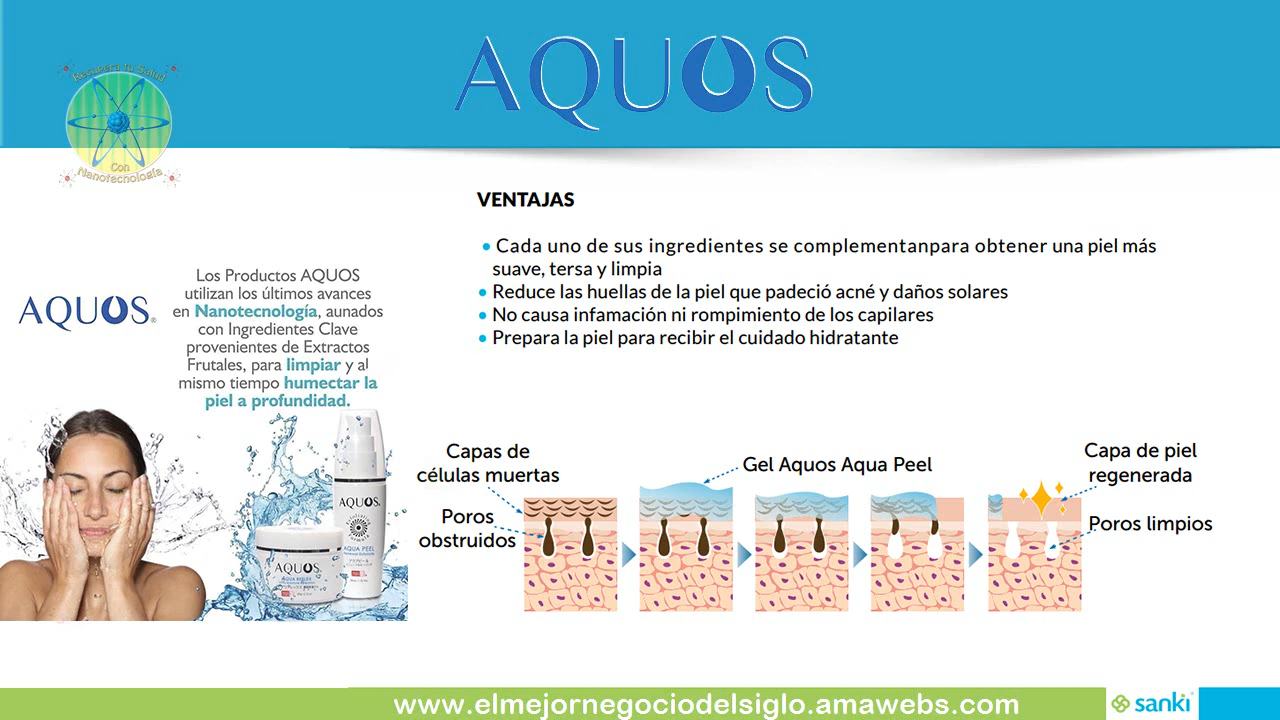 AQUOS
Recupera tu Salud
Con
Nanotecnología
VENTAJAS
• Cada uno de sus ingredientes se complementanpara obtener una piel más
suave, tersa y limpia
• Reduce las huellas de la piel que padeció acné y daños solares
• No causa infamación ni rompimiento de los capilares
• Prepara la piel para recibir el cuidado hidratante
AQUOS®
Los Productos AQUOS
utilizan los últimos avances
en Nanotecnología, aunados
con Ingredientes Clave
provenientes de Extractos
Frutales, para limpiar y al
mismo tiempo humectar la
piel a profundidad.
AQUOS
AQUA PEEL
AQUOS
Capas de
células muertas
Poros
obstruidos
Gel Aquos Aqua Peel
Capa de piel
regenerada
Poros limpios
www.elmejornegociodelsiglo.amawebs.com
sanki